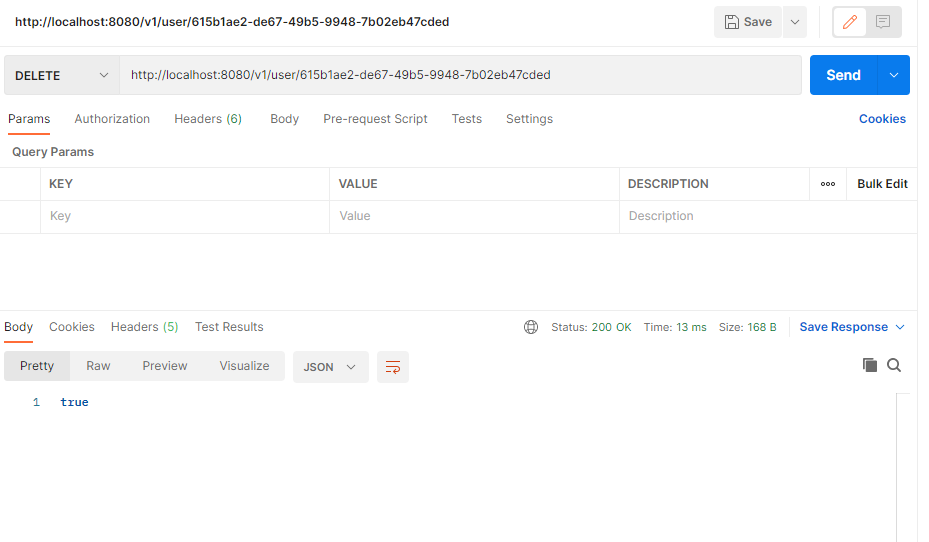 http://localhost:8080/v1/user/615b1ae2-de67-49b5-9948-7b02eb47cded Save
DELETE http://localhost:8080/v1/user/615b1ae2-de67-49b5-9948-7b02eb47cded Send
Params Authorization Headers (6) Body Pre-request Script Tests Settings Cookies
Query Params
KEY VALUE DESCRIPTION ooo Bulk Edit
Key Value Description
Body Cookies Headers (5) Test Results Status: 200 OK Time: 13 ms Size: 168 B Save Response
Pretty Raw Preview Visualize JSON
1 true